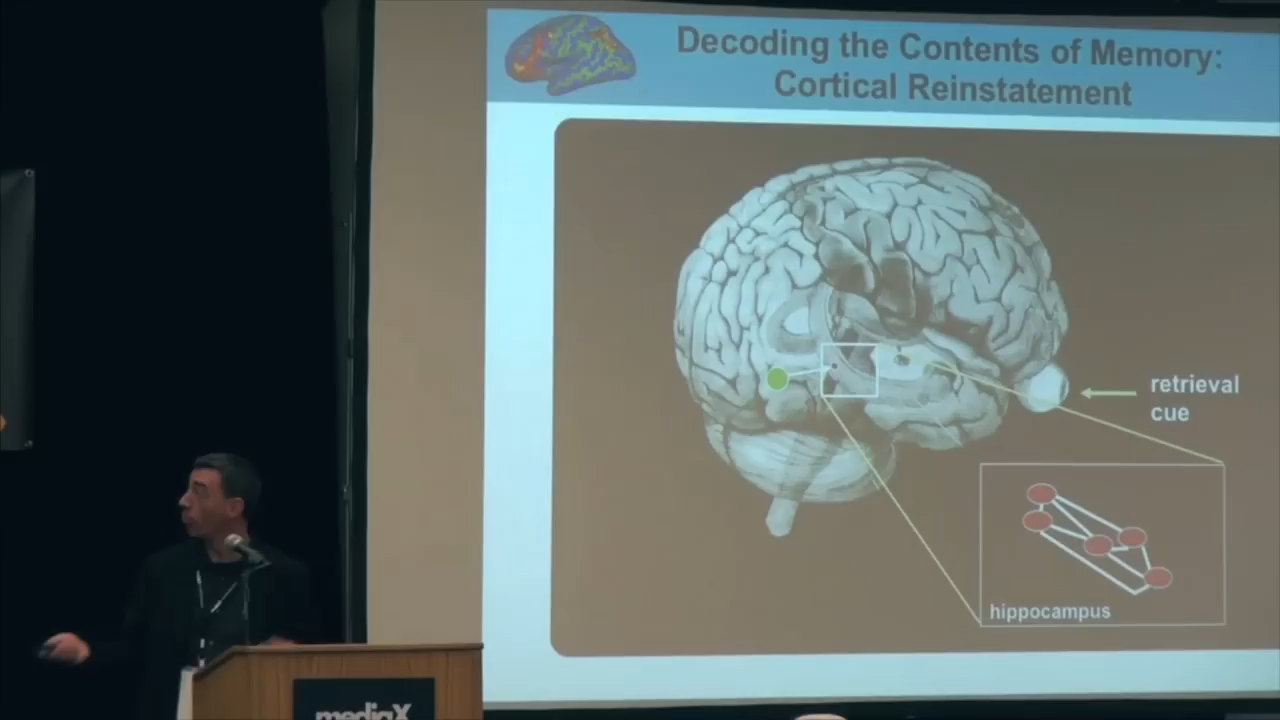 Decoding the Contents of Memory:
Cortical Reinstatement
retrieval
cue
hippocampus
mediaX